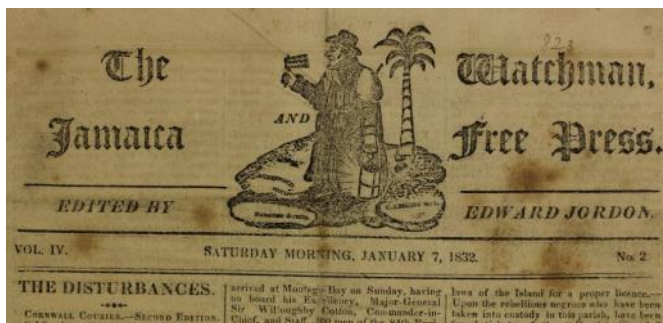 The Watchman,
AND
Jamaica Free Press.
EDITED BY EDWARD JORDON.
VOL. IV. SATURDAY MORNING, JANUARY 7, 1832. No. 2
THE DISTURBANCES.
CORNWALL COURIER.—SECOND EDITION.
arrived at Montego-Bay on Sunday, having
on board his Excellency, Major-General
Sir Willoughby Cotton, Commander-in-
Chief, and Staff,
laws of the Island for a proper licence.—
Upon the rebellious negroes who have been
taken into custody in this parish, have been
823